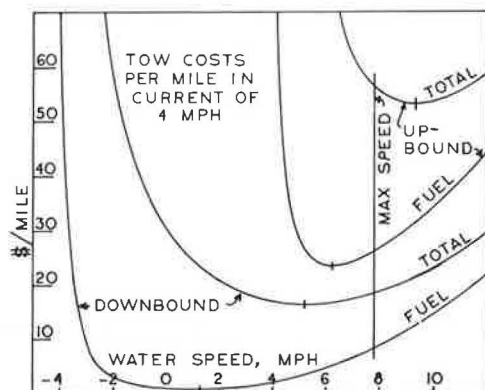 60
50
40
30
20
10
$/MILE
TOW COSTS
PER MILE IN
CURRENT OF
4 MPH
TOTAL
UP-
BOUND
MAX SPEED
FUEL
TOTAL
DOWNBOUND
FUEL
WATER SPEED, MPH
-4 -2 0 2 4 6 8 10